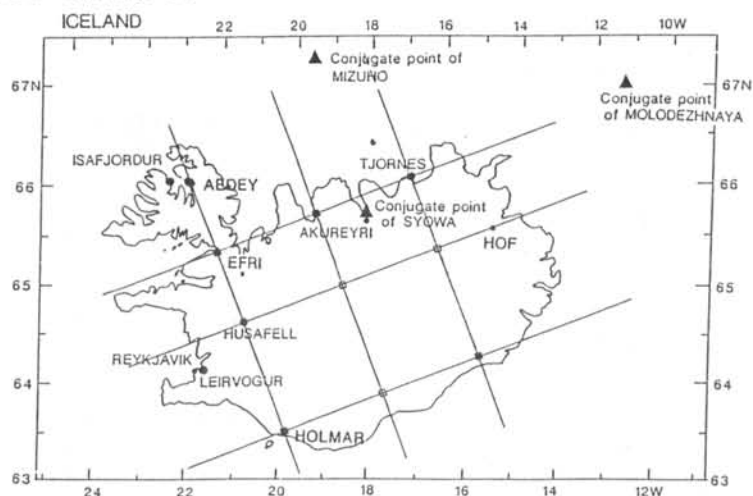 ICELAND
22 20 18 17 16 14 12 10W
Conjugate point of
MIZUHO
67N 67N
Conjugate point
of MOLODEZHNAYA
ISAFJORDUR
TJORNES
66 AEDEY 66
Conjugate point
of SYOWA
AKUREYRI
HOF
EFRI
65 65
HUSAFELL
REYKJAVIK
64 LEIRVOGUR 64
HOLMAR
63 63
24 22 20 18 16 14 12W